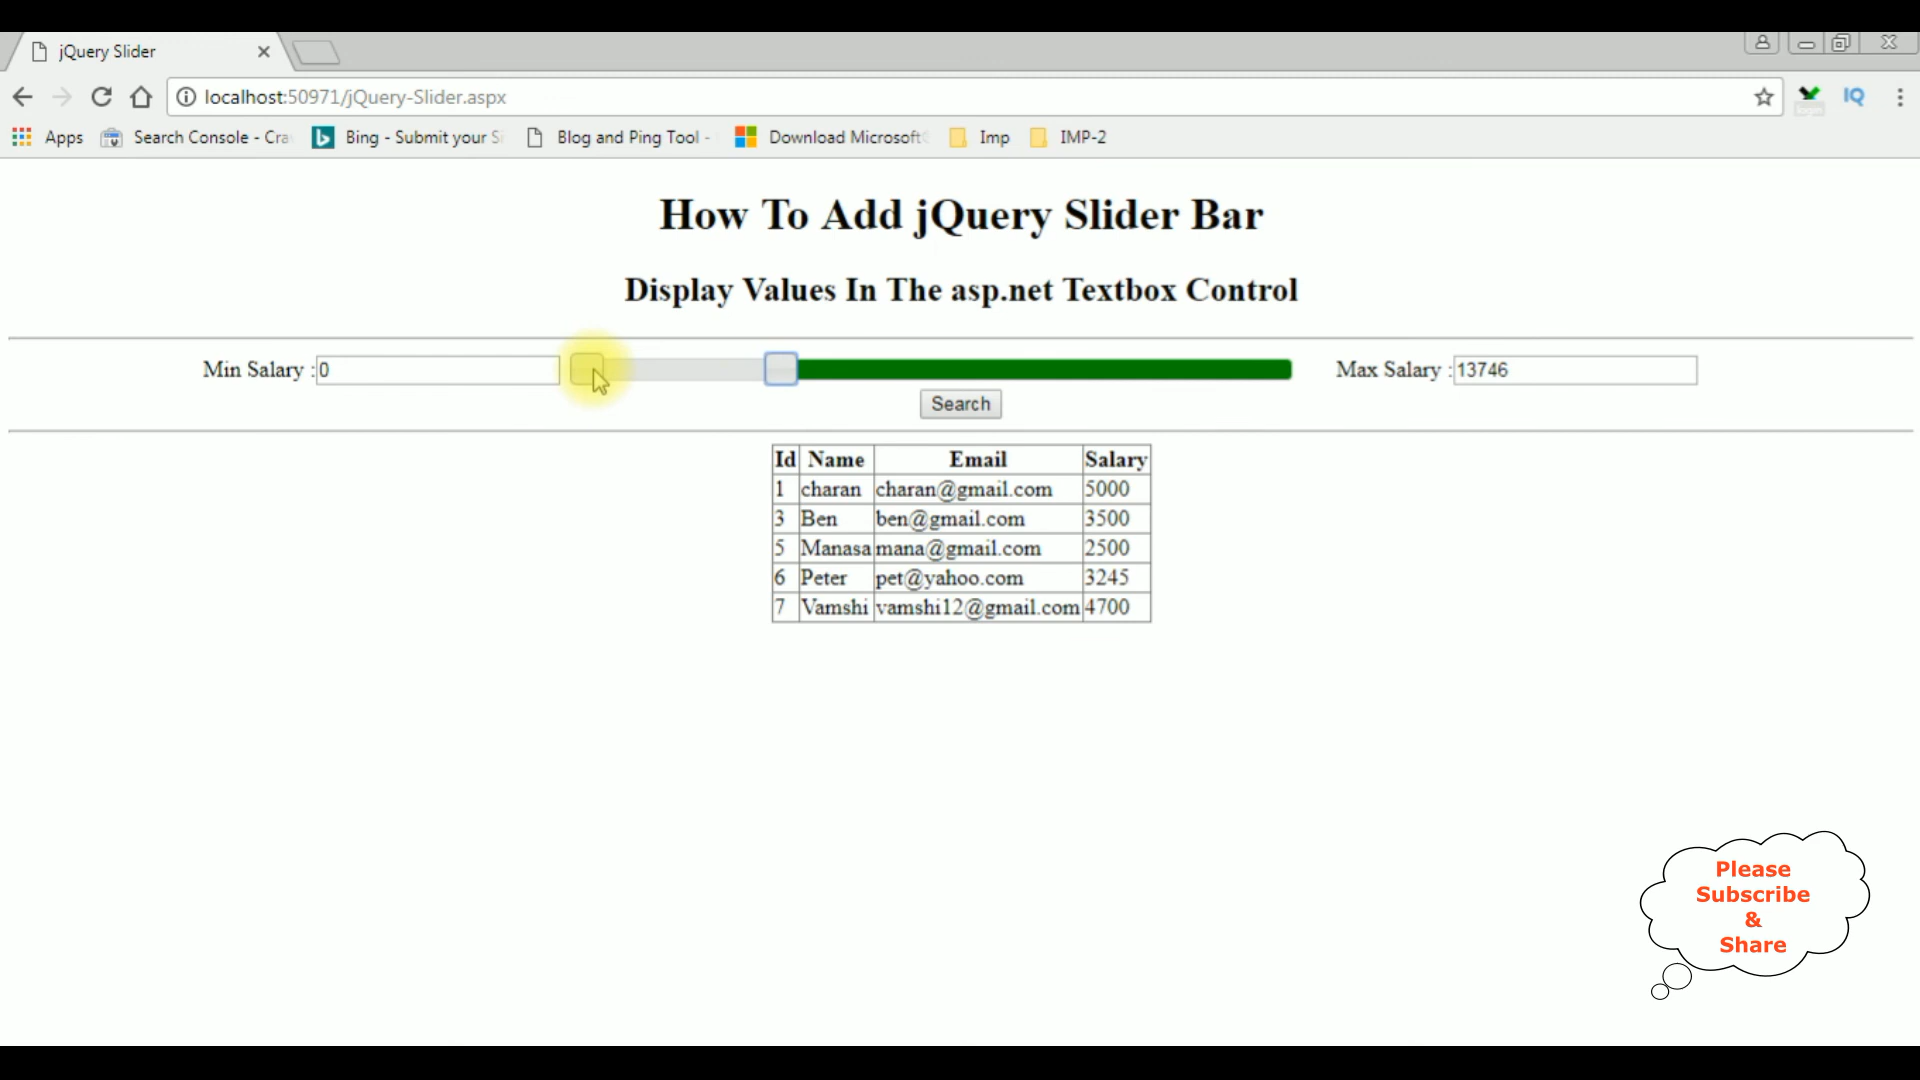 jQuery Slider
localhost:50971/jQuery-Slider.aspx
IQ
Apps Search Console - Cra Bing - Submit your Si Blog and Ping Tool - Download Microsoft Imp IMP-2
How To Add jQuery Slider Bar
Display Values In The asp.net Textbox Control
Min Salary : 0 Max Salary : 13746
Search
Id Name Email Salary
1 charan charan@gmail.com 5000
3 Ben ben@gmail.com 3500
5 Manasa mana@gmail.com 2500
6 Peter pet@yahoo.com 3245
7 Vamshi vamshi12@gmail.com 4700
Please
Subscribe
&
Share